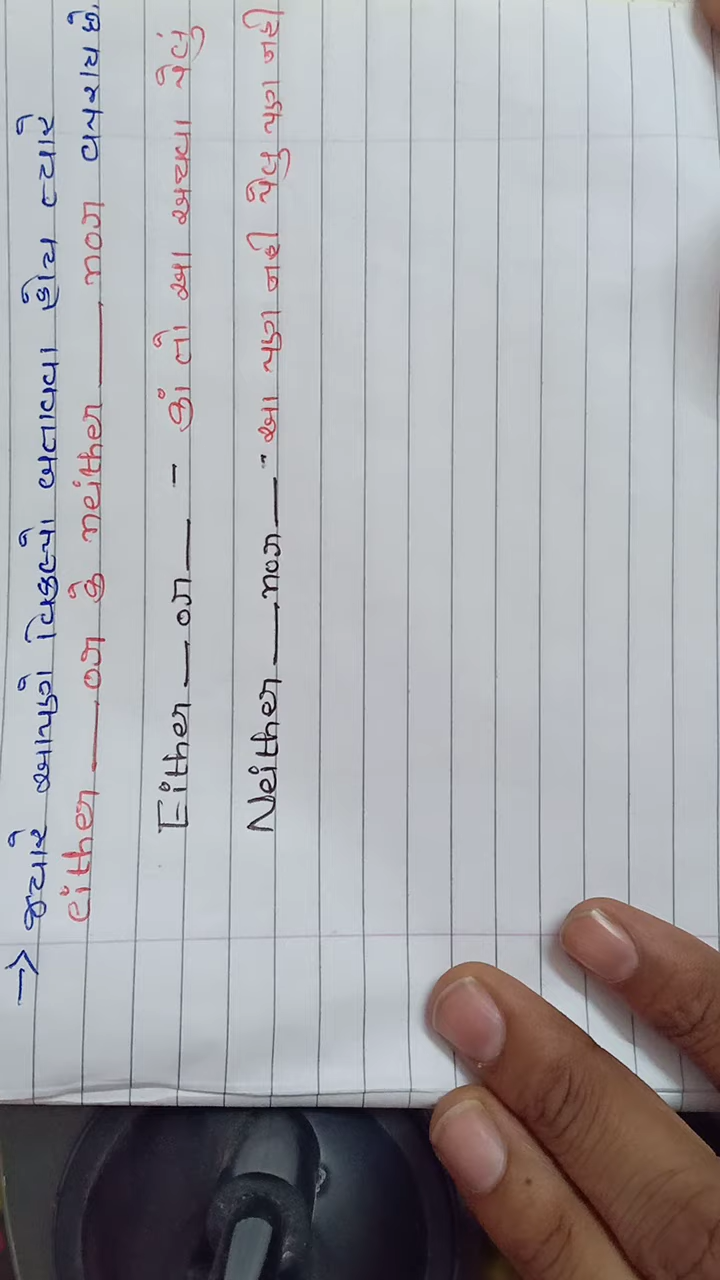 → જ્યારે આપણે વિકલ્પો બતાવવા હોય ત્યારે
either ___ or કે neither ___ nor વપરાય છે.
Either ___ or ___ - કાં તો આ અથવા પેલું
Neither ___ nor ___ - આ પણ નહી પેલુ પણ નહી